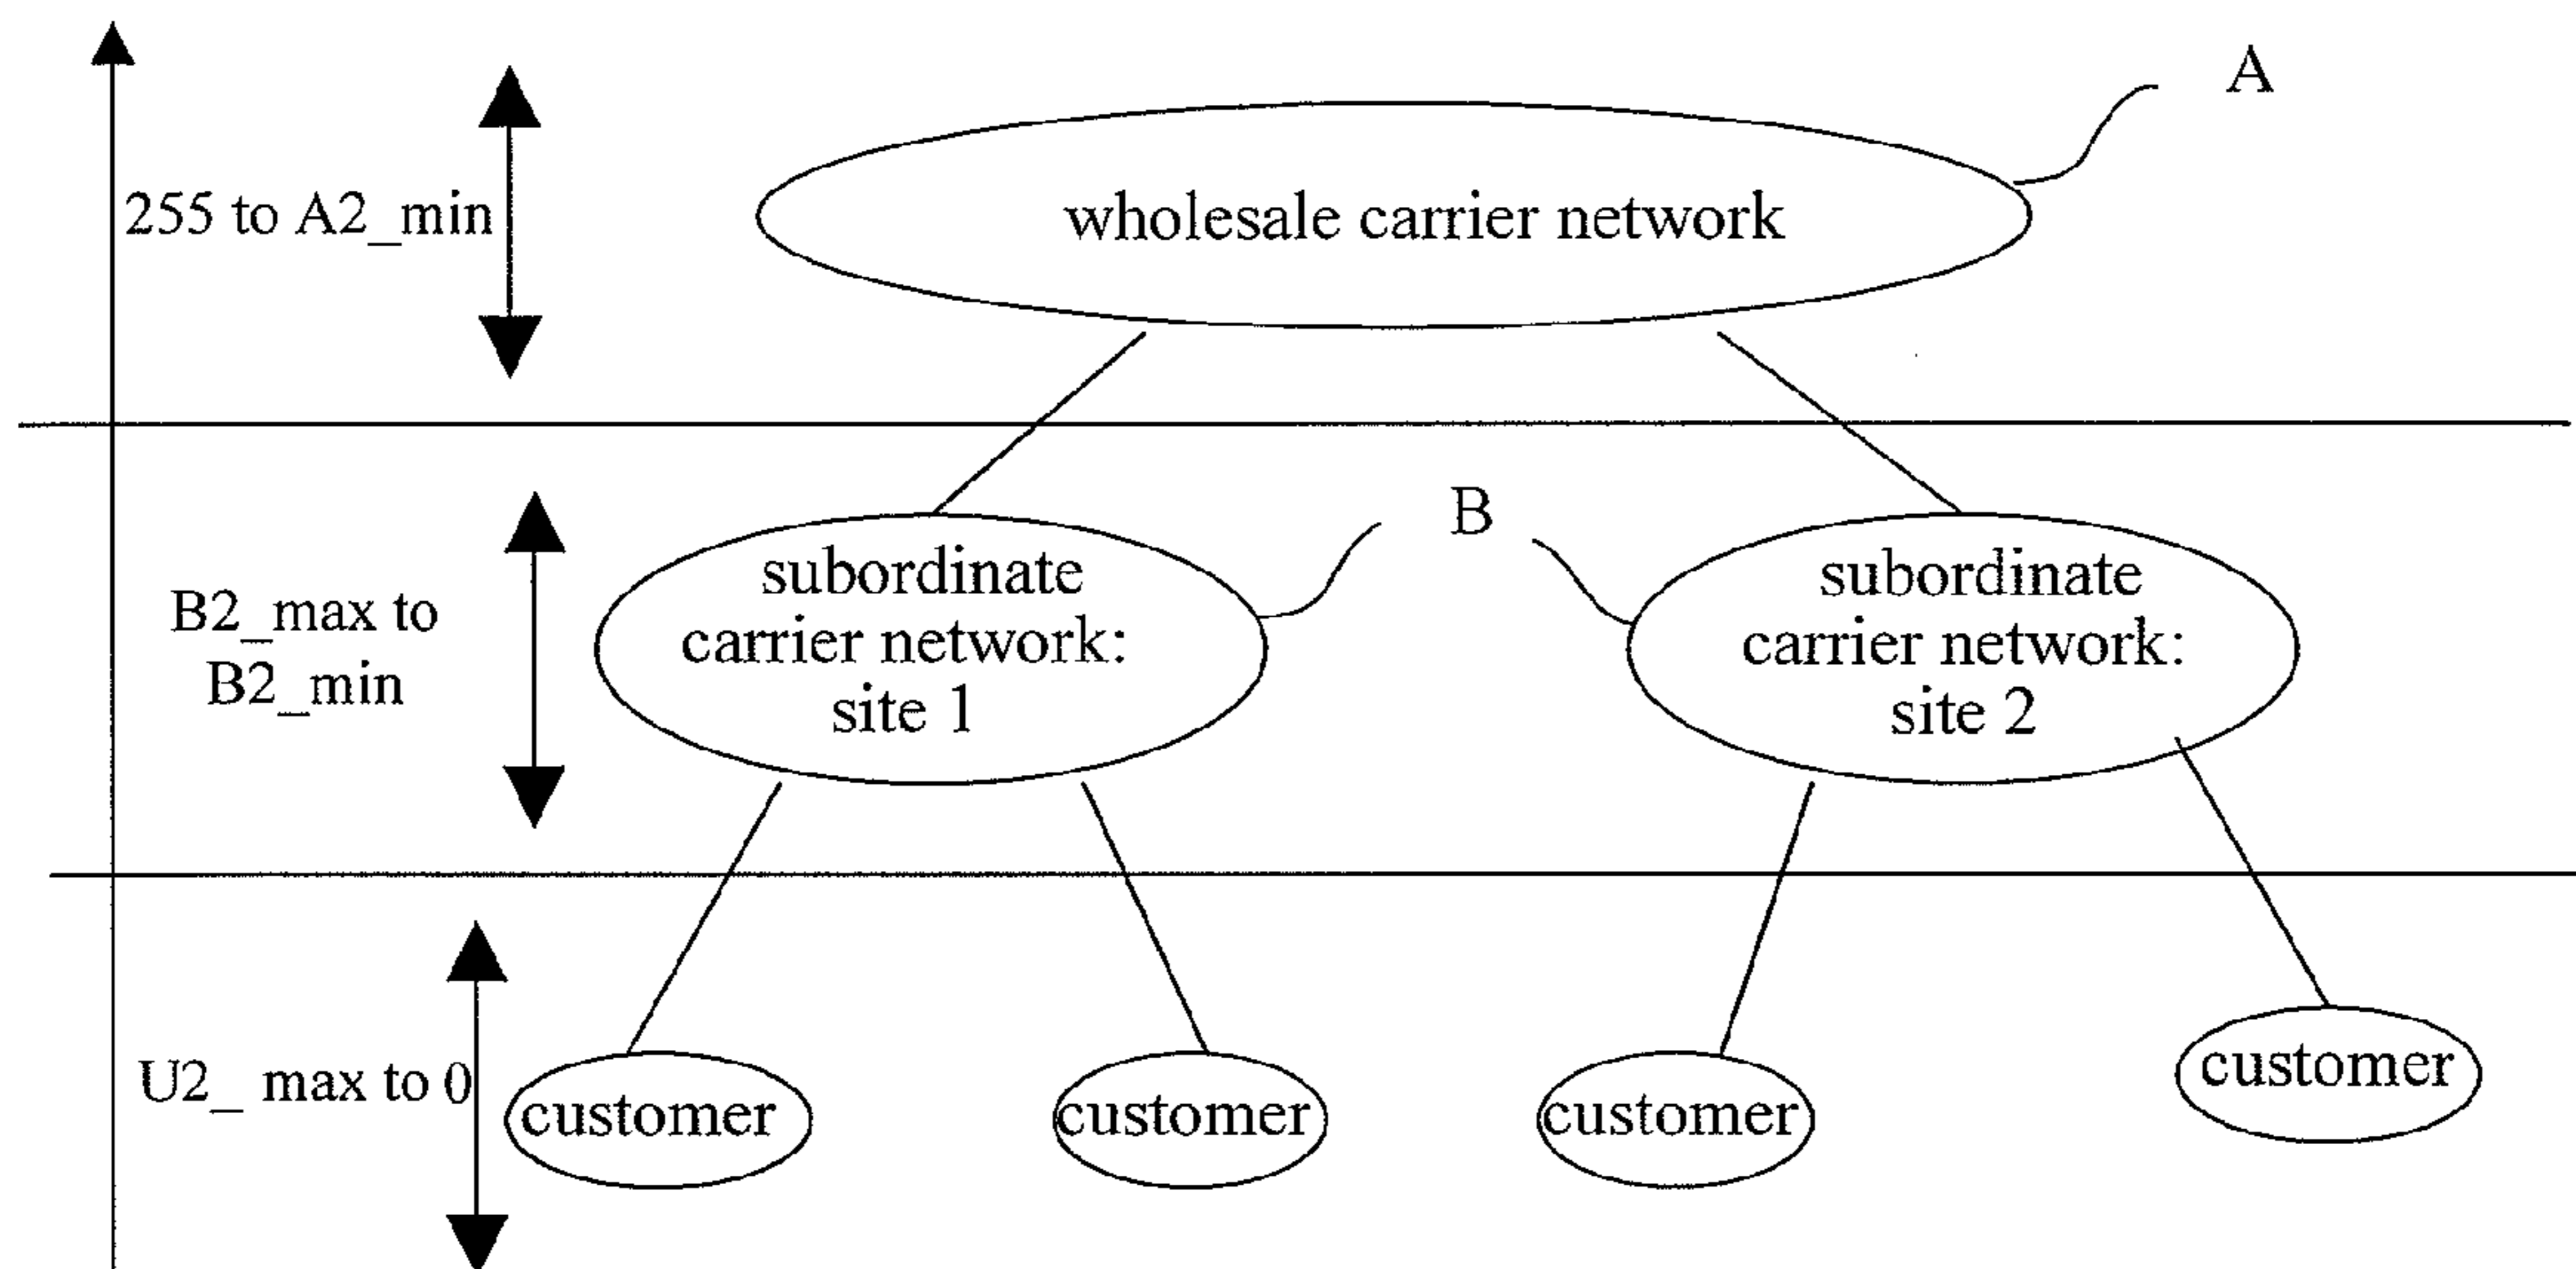 A
255 to A2_min
wholesale carrier network
B
subordinate
carrier network:
site 1
subordinate
carrier network:
site 2
B2_max to
B2_min
U2_ max to 0
customer
customer
customer
customer